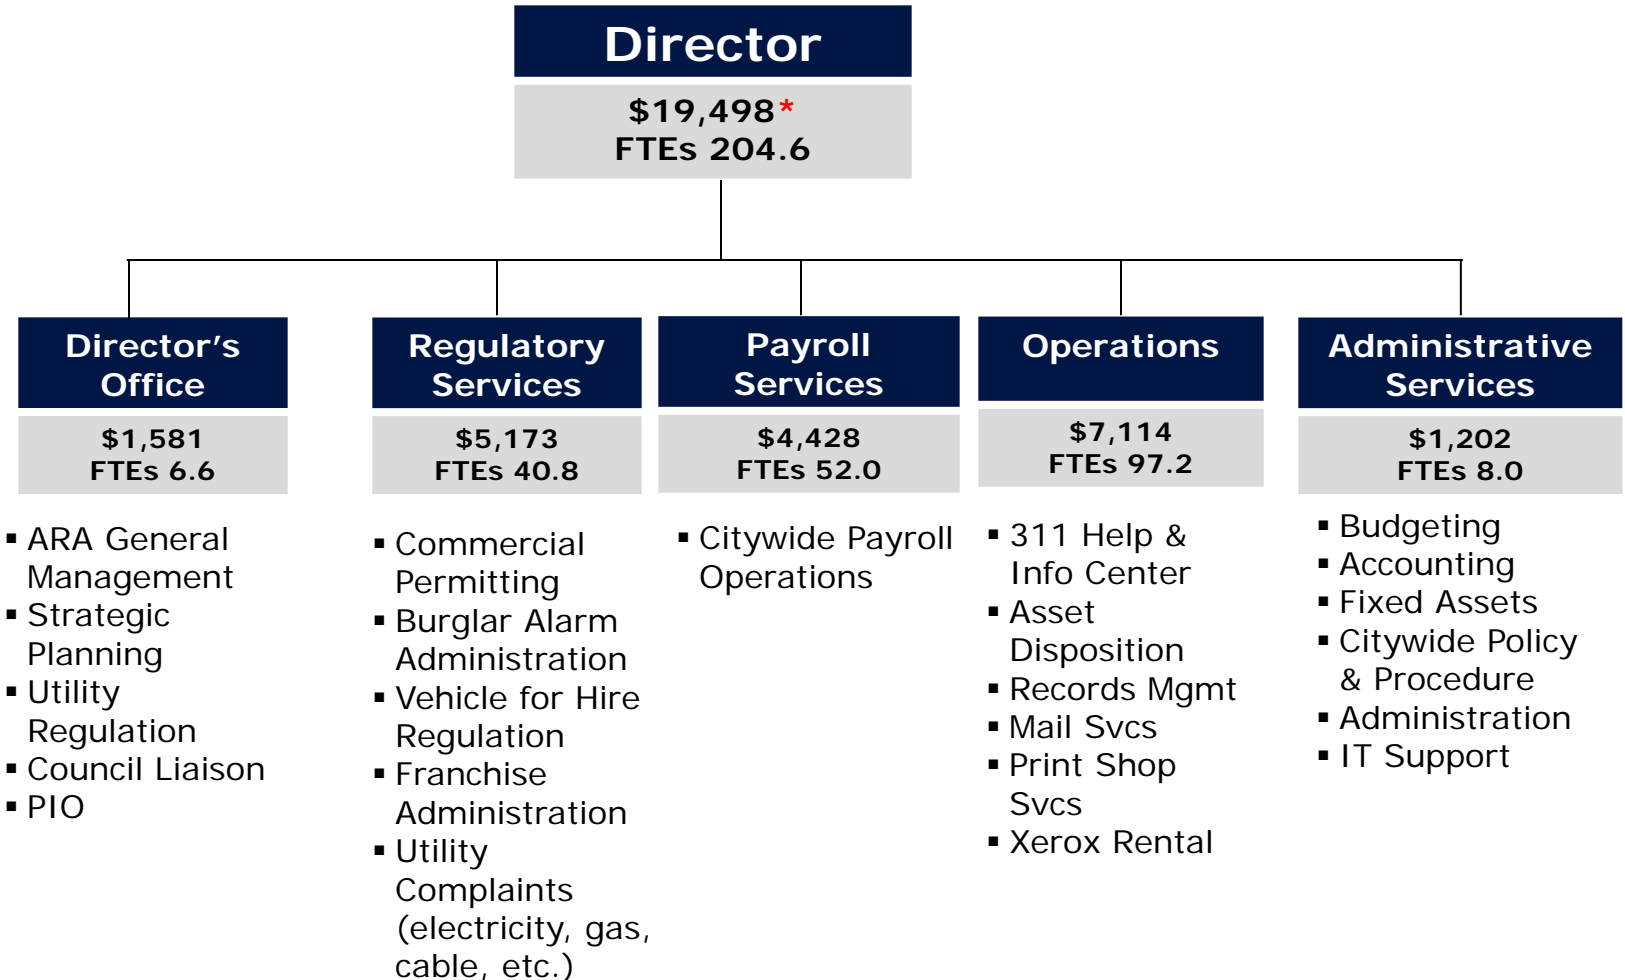 Director
$19,498*
FTEs 204.6
Director's
Office
$1,581
FTEs 6.6
▪ ARA General
Management
▪ Strategic
Planning
▪ Utility
Regulation
▪ Council Liaison
▪ PIO
Regulatory
Services
$5,173
FTEs 40.8
▪ Commercial
Permitting
▪ Burglar Alarm
Administration
▪ Vehicle for Hire
Regulation
▪ Franchise
Administration
▪ Utility
Complaints
(electricity, gas,
cable, etc.)
Payroll
Services
$4,428
FTEs 52.0
▪ Citywide Payroll
Operations
Operations
$7,114
FTEs 97.2
▪ 311 Help &
Info Center
▪ Asset
Disposition
▪ Records Mgmt
▪ Mail Svcs
▪ Print Shop
Svcs
▪ Xerox Rental
Administrative
Services
$1,202
FTEs 8.0
▪ Budgeting
▪ Accounting
▪ Fixed Assets
▪ Citywide Policy
& Procedure
▪ Administration
▪ IT Support